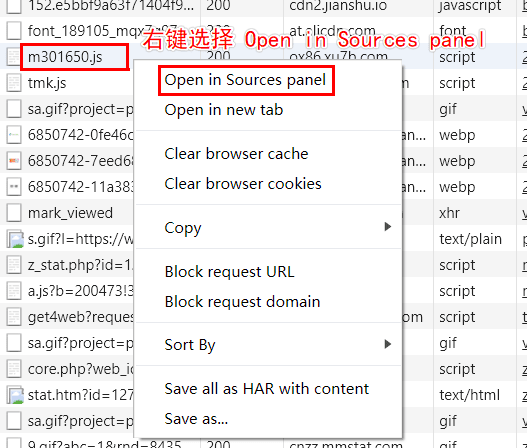 152.e5bbf9a63f71404f9... 200 cdn2.jianshu.io javascript
font_189105_mqx7 at.alicdn.com font
右键选择 Open in Sources panel
m301650.js 200 ox86.xu7b.com script
Open in Sources panel
tmk.js script
Open in new tab
sa.gif?project=p gif
6850742-0fe46c an... webp
Clear browser cache
6850742-7eed68 an... webp
Clear browser cookies
6850742-11a383 an... webp
mark_viewed xhr
Copy
s.gif?l=https://w text/plain
z_stat.php?id=1 script
Block request URL
a.js?b=200473!3 script
Block request domain
get4web?reques om script
Sort By
sa.gif?project=p gif
core.php?web_ic script
Save all as HAR with content
stat.htm?id=127 text/html
Save as...
sa.gif?project=p gif
9.gif?abc=1&rnd=8435 200 cnzz.mmstat.com gif